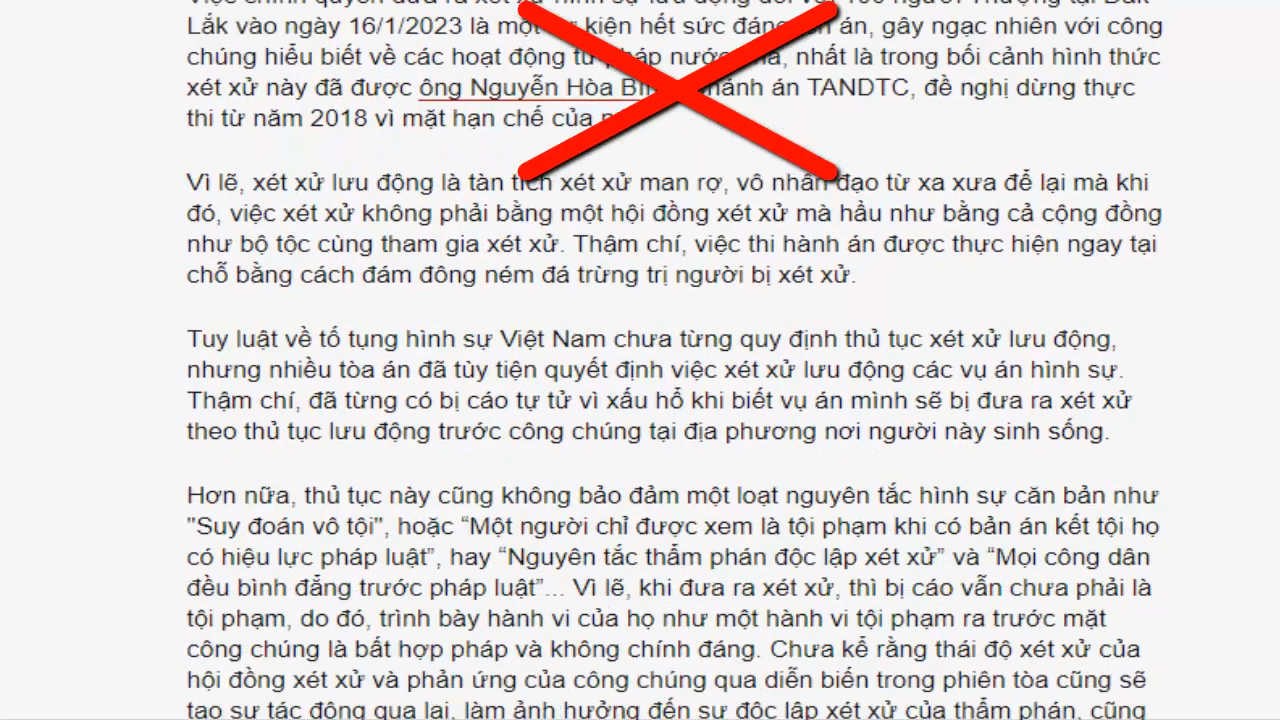 Lắk vào ngày 16/1/2023 là một kiện hết sức đáng án, gây ngạc nhiên với công
chúng hiểu biết về các hoạt động tư pháp nước nhà, nhất là trong bối cảnh hình thức
xét xử này đã được ông Nguyễn Hòa Bình, Chánh án TANDTC, đề nghị dừng thực
thi từ năm 2018 vì mặt hạn chế của
Vì lẽ, xét xử lưu động là tàn tích xét xử man rợ, vô nhân đạo từ xa xưa để lại mà khi
đó, việc xét xử không phải bằng một hội đồng xét xử mà hầu như bằng cả cộng đồng
như bộ tộc cùng tham gia xét xử. Thậm chí, việc thi hành án được thực hiện ngay tại
chỗ bằng cách đám đông ném đá trừng trị người bị xét xử.
Tuy luật về tố tụng hình sự Việt Nam chưa từng quy định thủ tục xét xử lưu động,
nhưng nhiều tòa án đã tùy tiện quyết định việc xét xử lưu động các vụ án hình sự.
Thậm chí, đã từng có bị cáo tự tử vì xấu hổ khi biết vụ án mình sẽ bị đưa ra xét xử
theo thủ tục lưu động trước công chúng tại địa phương nơi người này sinh sống.
Hơn nữa, thủ tục này cũng không bảo đảm một loạt nguyên tắc hình sự căn bản như
"Suy đoán vô tội", hoặc “Một người chỉ được xem là tội phạm khi có bản án kết tội họ
có hiệu lực pháp luật”, hay “Nguyên tắc thẩm phán độc lập xét xử” và “Mọi công dân
đều bình đẳng trước pháp luật”... Vì lẽ, khi đưa ra xét xử, thì bị cáo vẫn chưa phải là
tội phạm, do đó, trình bày hành vi của họ như một hành vi tội phạm ra trước mặt
công chúng là bất hợp pháp và không chính đáng. Chưa kể rằng thái độ xét xử của
hội đồng xét xử và phản ứng của công chúng qua diễn biến trong phiên tòa cũng sẽ
tạo sự tác động qua lại, làm ảnh hưởng đến sự độc lập xét xử của thẩm phán, cũng